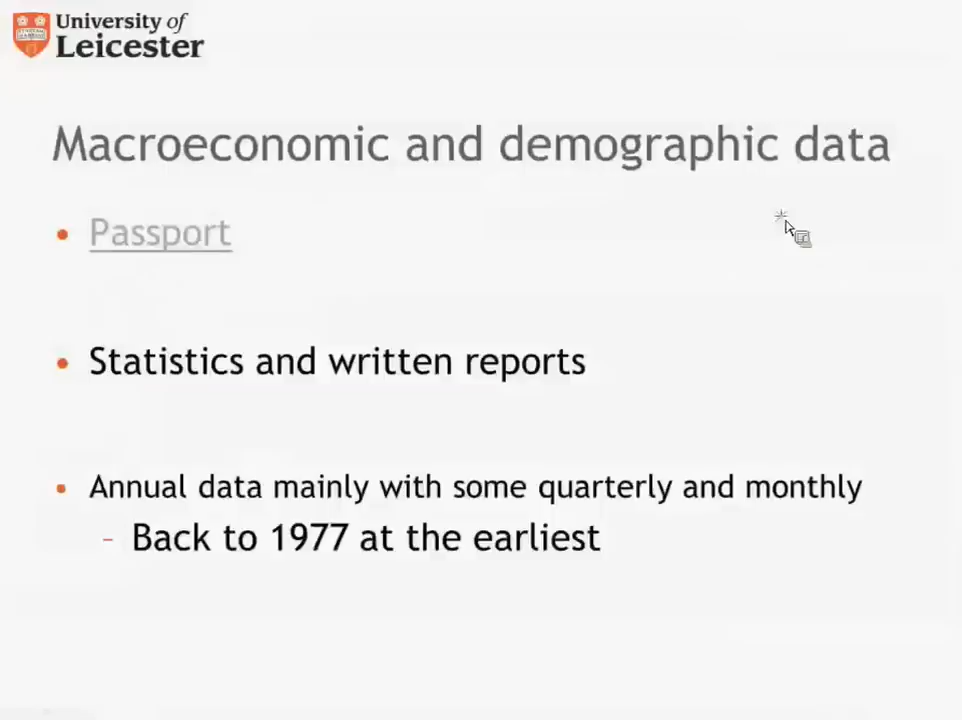 University of
Leicester
Macroeconomic and demographic data
• Passport
• Statistics and written reports
• Annual data mainly with some quarterly and monthly
– Back to 1977 at the earliest